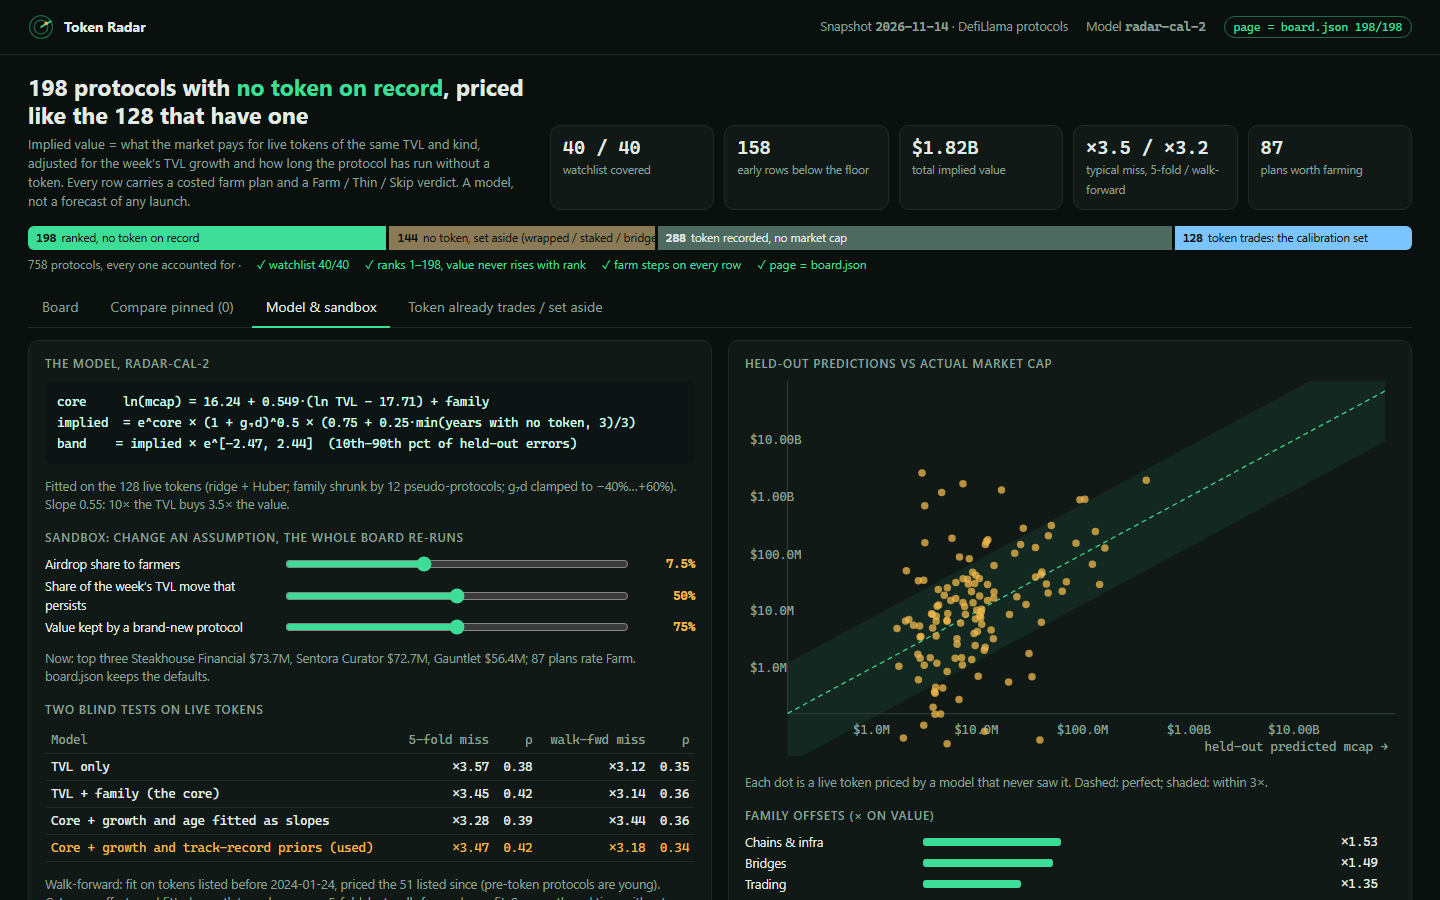 Token Radar
Snapshot 2026-11-14 · DefiLlama protocols
Model radar-cal-2
page = board.json 198/198
198 protocols with no token on record, priced
like the 128 that have one
Implied value = what the market pays for live tokens of the same TVL and kind,
adjusted for the week's TVL growth and how long the protocol has run without a
token. Every row carries a costed farm plan and a Farm / Thin / Skip verdict. A model,
not a forecast of any launch.
40 / 40
watchlist covered
158
early rows below the floor
$1.82B
total implied value
×3.5 / ×3.2
typical miss, 5-fold / walk-
forward
87
plans worth farming
198 ranked, no token on record
144 no token, set aside (wrapped / staked / bridge
288 token recorded, no market cap
128 token trades: the calibration set
758 protocols, every one accounted for ·
✓ watchlist 40/40
✓ ranks 1–198, value never rises with rank
✓ farm steps on every row
✓ page = board.json
Board
Compare pinned (0)
Model & sandbox
Token already trades / set aside
THE MODEL, RADAR-CAL-2
core ln(mcap) = 16.24 + 0.549·(ln TVL − 17.71) + family
implied = e^core × (1 + g₇d)^0.5 × (0.75 + 0.25·min(years with no token, 3)/3)
band = implied × e^[−2.47, 2.44] (10th–90th pct of held-out errors)
Fitted on the 128 live tokens (ridge + Huber; family shrunk by 12 pseudo-protocols; g₇d clamped to −40%…+60%).
Slope 0.55: 10× the TVL buys 3.5× the value.
SANDBOX: CHANGE AN ASSUMPTION, THE WHOLE BOARD RE-RUNS
Airdrop share to farmers
7.5%
Share of the week's TVL move that
persists
50%
Value kept by a brand-new protocol
75%
Now: top three Steakhouse Financial $73.7M, Sentora Curator $72.7M, Gauntlet $56.4M; 87 plans rate Farm.
board.json keeps the defaults.
TWO BLIND TESTS ON LIVE TOKENS
Model 5-fold miss ρ walk-fwd miss ρ
TVL only ×3.57 0.38 ×3.12 0.35
TVL + family (the core) ×3.45 0.42 ×3.14 0.36
Core + growth and age fitted as slopes ×3.28 0.39 ×3.44 0.36
Core + growth and track-record priors (used) ×3.47 0.42 ×3.18 0.34
Walk-forward: fit on tokens listed before 2024-01-24, priced the 51 listed since (pre-token protocols are young).
HELD-OUT PREDICTIONS VS ACTUAL MARKET CAP
$10.00B
$1.00B
$100.0M
$10.0M
$1.0M
$1.0M
$10.0M
$100.0M
$1.00B
$10.00B
held-out predicted mcap →
Each dot is a live token priced by a model that never saw it. Dashed: perfect; shaded: within 3×.
FAMILY OFFSETS (× ON VALUE)
Chains & infra ×1.53
Bridges ×1.49
Trading ×1.35